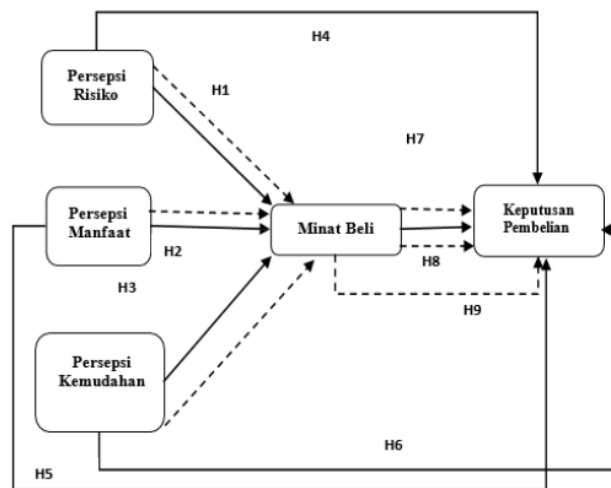 H4
Persepsi
Risiko
H1
H7
Persepsi
Manfaat
Minat Beli
Keputusan
Pembelian
H2
H8
H3
H9
Persepsi
Kemudahan
H6
H5